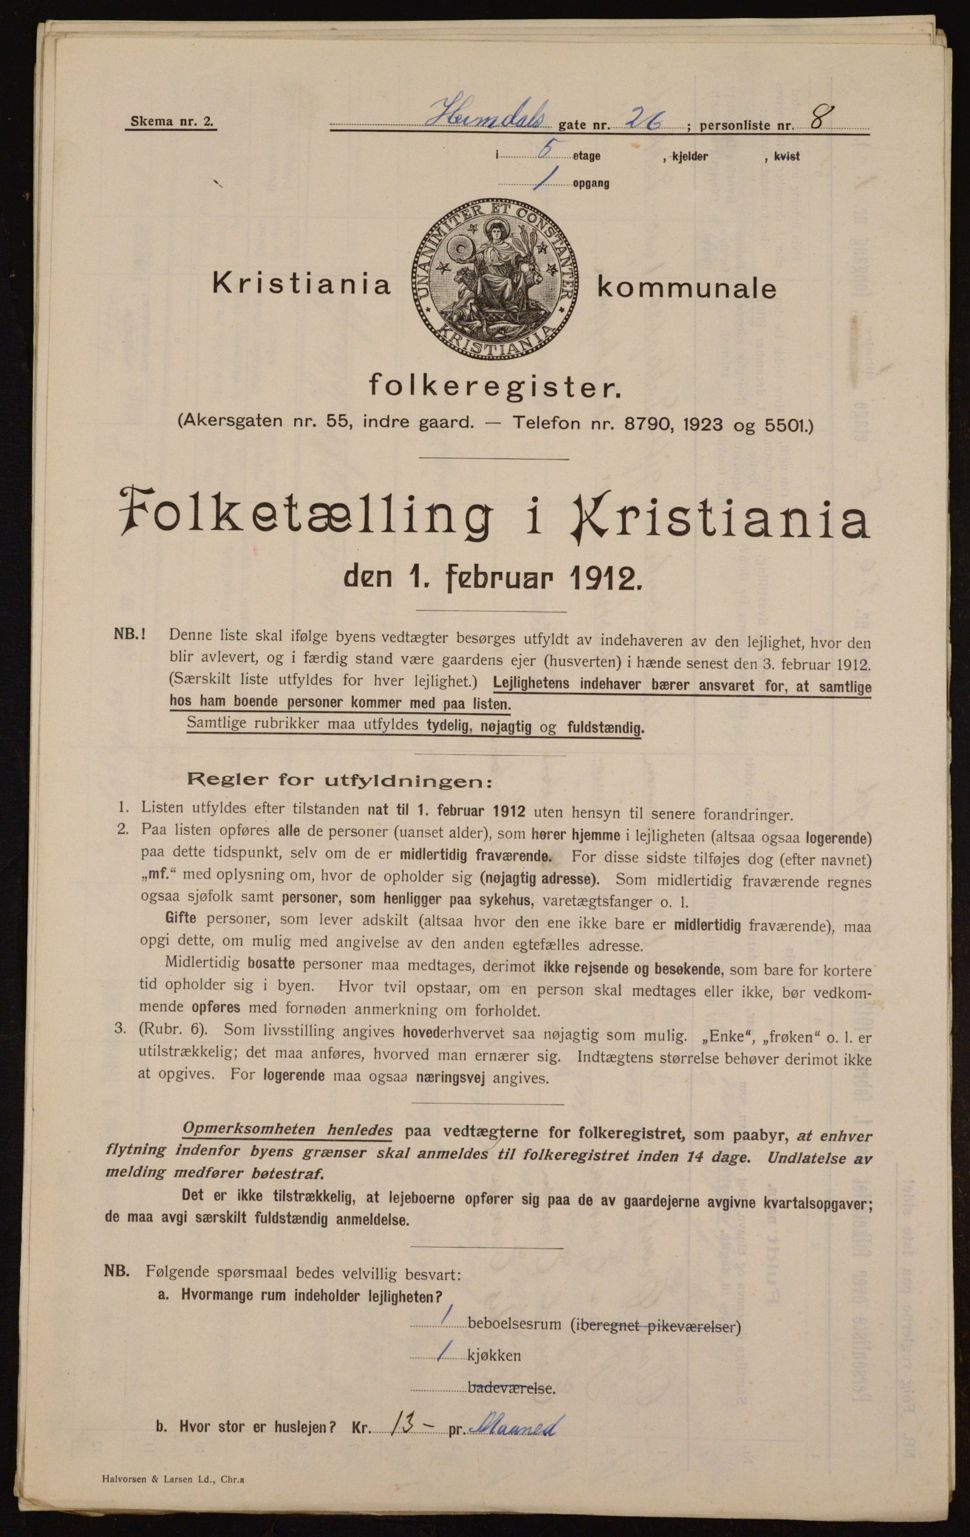 Skema nr. 2.
Heimdals gate nr. 26 ; personliste nr. 8
i 5 etage , kjelder , kvist
1 opgang
UNANIMITER ET CONSTANTER
KRISTIANIA
Kristiania kommunale
folkeregister.
(Akersgaten nr. 55, indre gaard. — Telefon nr. 8790, 1923 og 5501.)
Folketælling i Kristiania
den 1. februar 1912.
NB.! Denne liste skal ifølge byens vedtægter besørges utfyldt av indehaveren av den lejlighet, hvor den
blir avlevert, og i færdig stand være gaardens ejer (husverten) i hænde senest den 3. februar 1912.
(Særskilt liste utfyldes for hver lejlighet.) Lejlighetens indehaver bærer ansvaret for, at samtlige
hos ham boende personer kommer med paa listen.
Samtlige rubrikker maa utfyldes tydelig, nøjagtig og fuldstændig.
Regler for utfyldningen:
1. Listen utfyldes efter tilstanden nat til 1. februar 1912 uten hensyn til senere forandringer.
2. Paa listen opføres alle de personer (uanset alder), som hører hjemme i lejligheten (altsaa ogsaa logerende)
paa dette tidspunkt, selv om de er midlertidig fraværende. For disse sidste tilføjes dog (efter navnet)
„mf.“ med oplysning om, hvor de opholder sig (nøjagtig adresse). Som midlertidig fraværende regnes
ogsaa sjøfolk samt personer, som henligger paa sykehus, varetægtsfanger o. l.
Gifte personer, som lever adskilt (altsaa hvor den ene ikke bare er midlertidig fraværende), maa
opgi dette, om mulig med angivelse av den anden egtefælles adresse.
Midlertidig bosatte personer maa medtages, derimot ikke rejsende og besøkende, som bare for kortere
tid opholder sig i byen. Hvor tvil opstaar, om en person skal medtages eller ikke, bør vedkom-
mende opføres med fornøden anmerkning om forholdet.
3. (Rubr. 6). Som livsstilling angives hovederhvervet saa nøjagtig som mulig. „Enke“, „frøken“ o. l. er
utilstrækkelig; det maa anføres, hvorved man ernærer sig. Indtægtens størrelse behøver derimot ikke
at opgives. For logerende maa ogsaa næringsvej angives.
Opmerksomheten henledes paa vedtægterne for folkeregistret, som paabyr, at enhver
flytning indenfor byens grænser skal anmeldes til folkeregistret inden 14 dage. Undlatelse av
melding medfører bøtestraf.
Det er ikke tilstrækkelig, at lejeboerne opfører sig paa de av gaardejerne avgivne kvartalsopgaver;
de maa avgi særskilt fuldstændig anmeldelse.
NB. Følgende spørsmaal bedes velvillig besvart:
a. Hvormange rum indeholder lejligheten?
1 beboelsesrum (iberegnet pikeværelser)
1 kjøkken
badeværelse.
b. Hvor stor er huslejen? Kr. 13 – pr. Maaned
Halvorsen & Larsen Ld., Chr.a